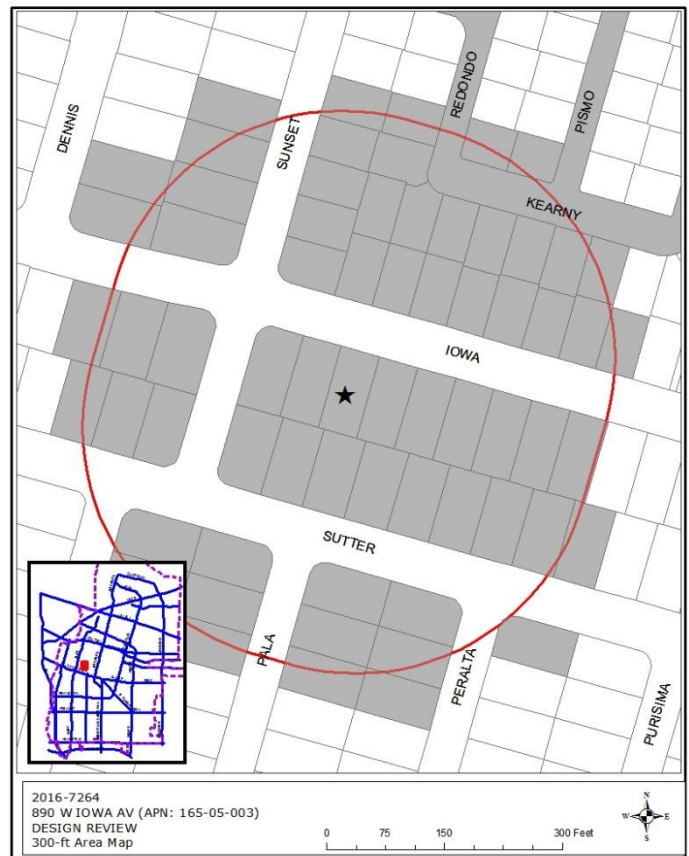 REDONDO
PISMO
DENNIS
SUNSET
KEARNY
IOWA
SUTTER
PALA
PERALTA
PURISIMA
2016-7264
890 W IOWA AV (APN: 165-05-003)
DESIGN REVIEW
300-ft Area Map
0 75 150 300 Feet
N
W E
S